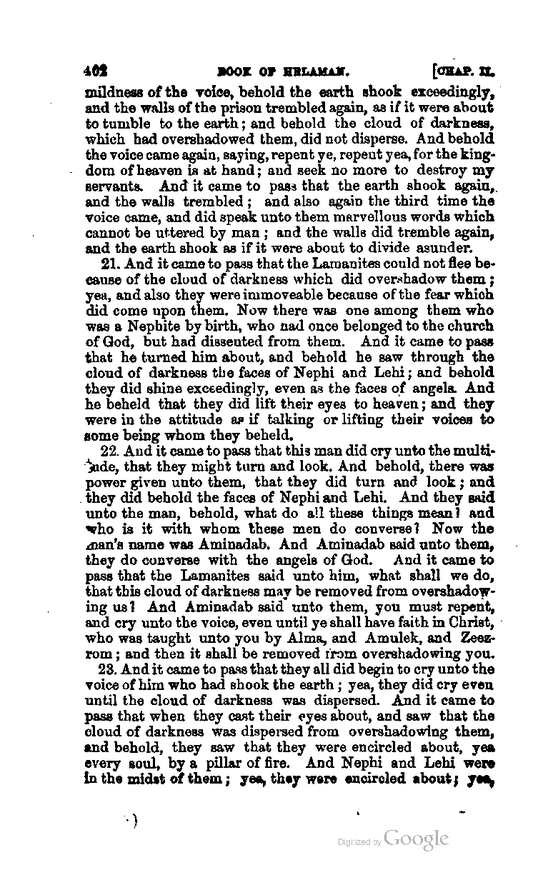 402 BOOK OF HELAMAN. [CHAP. II.
mildness of the voice, behold the earth shook exceedingly,
and the walls of the prison trembled again, as if it were about
to tumble to the earth; and behold the cloud of darkness,
which had overshadowed them, did not disperse. And behold
the voice came again, saying, repent ye, repent yea, for the king-
dom of heaven is at hand; and seek no more to destroy my
servants. And it came to pass that the earth shook again,
and the walls trembled; and also again the third time the
voice came, and did speak unto them marvellous words which
cannot be uttered by man; and the walls did tremble again,
and the earth shook as if it were about to divide asunder.
21. And it came to pass that the Lamanites could not flee be-
cause of the cloud of darkness which did overshadow them;
yea, and also they were immoveable because of the fear which
did come upon them. Now there was one among them who
was a Nephite by birth, who had once belonged to the church
of God, but had dissented from them. And it came to pass
that he turned him about, and behold he saw through the
cloud of darkness the faces of Nephi and Lehi; and behold
they did shine exceedingly, even as the faces of angels. And
he beheld that they did lift their eyes to heaven; and they
were in the attitude as if talking or lifting their voices to
some being whom they beheld.
22. And it came to pass that this man did cry unto the multi-
tude, that they might turn and look. And behold, there was
power given unto them, that they did turn and look; and
they did behold the faces of Nephi and Lehi. And they said
unto the man, behold, what do all these things mean? and
who is it with whom these men do converse? Now the
man's name was Aminadab. And Aminadab said unto them,
they do converse with the angels of God. And it came to
pass that the Lamanites said unto him, what shall we do,
that this cloud of darkness may be removed from overshadow-
ing us? And Aminadab said unto them, you must repent,
and cry unto the voice, even until ye shall have faith in Christ,
who was taught unto you by Alma, and Amulek, and Zeez-
rom; and then it shall be removed from overshadowing you.
23. And it came to pass that they all did begin to cry unto the
voice of him who had shook the earth; yea, they did cry even
until the cloud of darkness was dispersed. And it came to
pass that when they cast their eyes about, and saw that the
cloud of darkness was dispersed from overshadowing them,
and behold, they saw that they were encircled about, yea
every soul, by a pillar of fire. And Nephi and Lehi were
in the midst of them; yea, they were encircled about; yea,
Digitized by Google